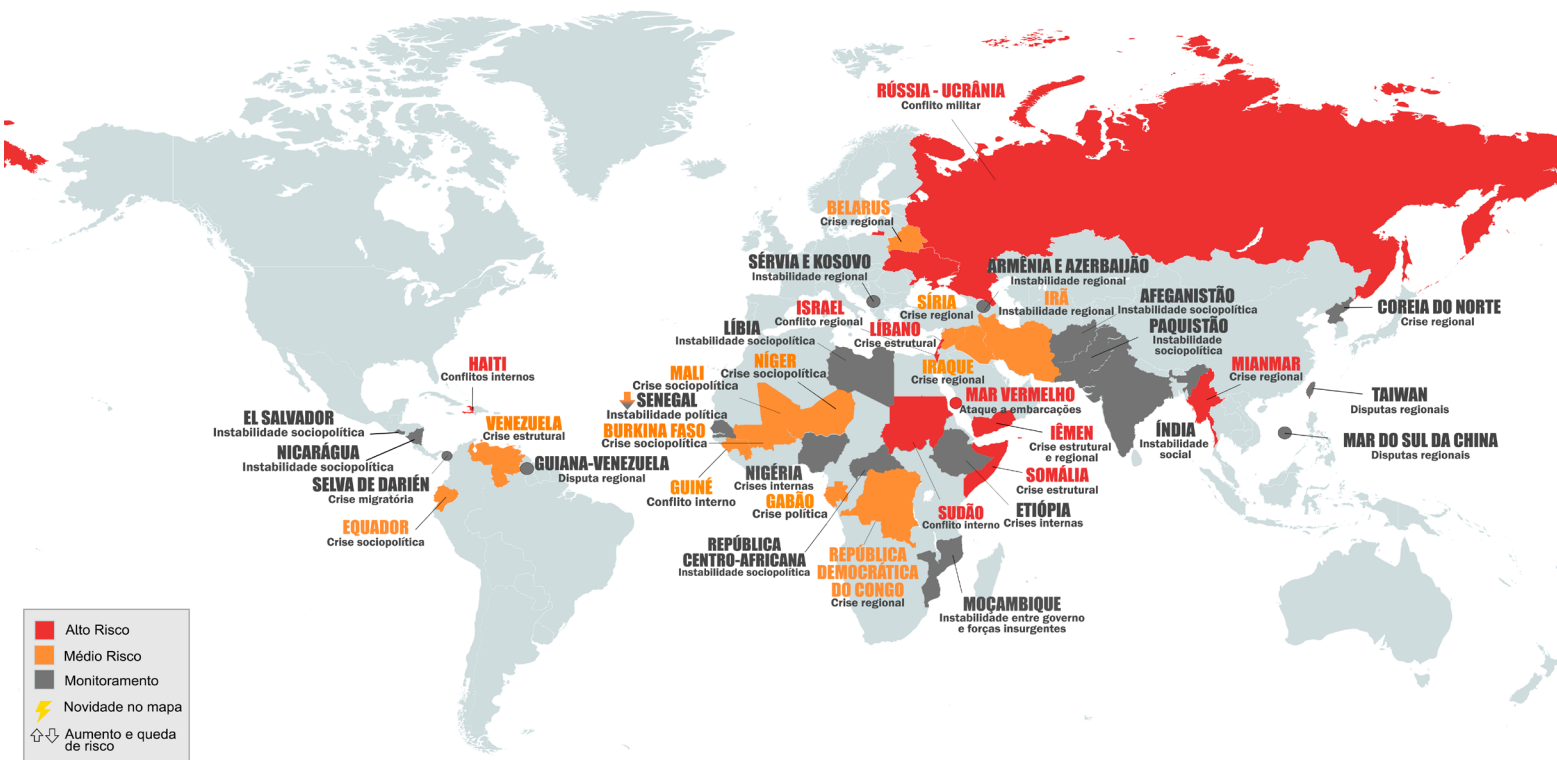 RÚSSIA - UCRÂNIA
Conflito militar
BELARUS
Crise regional
SÉRVIA E KOSOVO
Instabilidade regional
ARMÊNIA E AZERBAIJÃO
Instabilidade regional
ISRAEL
Conflito regional
SÍRIA
Crise regional
IRÃ
Instabilidade regional
AFEGANISTÃO
Instabilidade sociopolítica
COREIA DO NORTE
Crise regional
LÍBIA
Instabilidade sociopolítica
LÍBANO
Crise estrutural
PAQUISTÃO
Instabilidade
sociopolítica
HAITI
Conflitos internos
MALI
Crise sociopolítica
NÍGER
Crise sociopolítica
IRAQUE
Crise regional
MIANMAR
Crise regional
SENEGAL
Instabilidade política
MAR VERMELHO
Ataque a embarcações
TAIWAN
Disputas regionais
EL SALVADOR
Instabilidade sociopolítica
VENEZUELA
Crise estrutural
BURKINA FASO
Crise sociopolítica
IÊMEN
Crise estrutural
e regional
ÍNDIA
Instabilidade
social
MAR DO SUL DA CHINA
Disputas regionais
NICARÁGUA
Instabilidade sociopolítica
GUIANA-VENEZUELA
Disputa regional
NIGÉRIA
Crises internas
SOMÁLIA
Crise estrutural
SELVA DE DARIÉN
Crise migratória
GUINÉ
Conflito interno
GABÃO
Crise política
SUDÃO
Conflito interno
ETIÓPIA
Crises internas
EQUADOR
Crise sociopolítica
REPÚBLICA
CENTRO-AFRICANA
Instabilidade sociopolítica
REPÚBLICA
DEMOCRÁTICA
DO CONGO
Crise regional
MOÇAMBIQUE
Instabilidade entre governo
e forças insurgentes
Alto Risco
Médio Risco
Monitoramento
Novidade no mapa
Aumento e queda
de risco